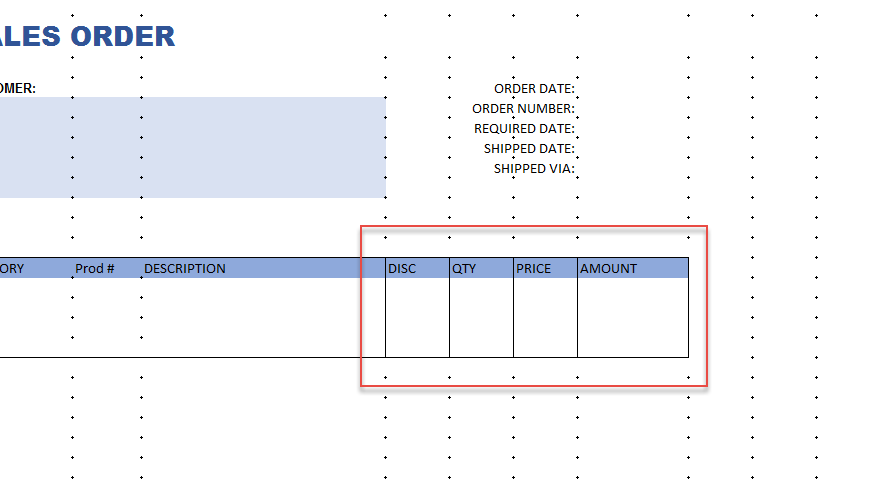 ALES ORDER
OMER:
ORDER DATE:
ORDER NUMBER:
REQUIRED DATE:
SHIPPED DATE:
SHIPPED VIA:
ORY Prod # DESCRIPTION DISC QTY PRICE AMOUNT